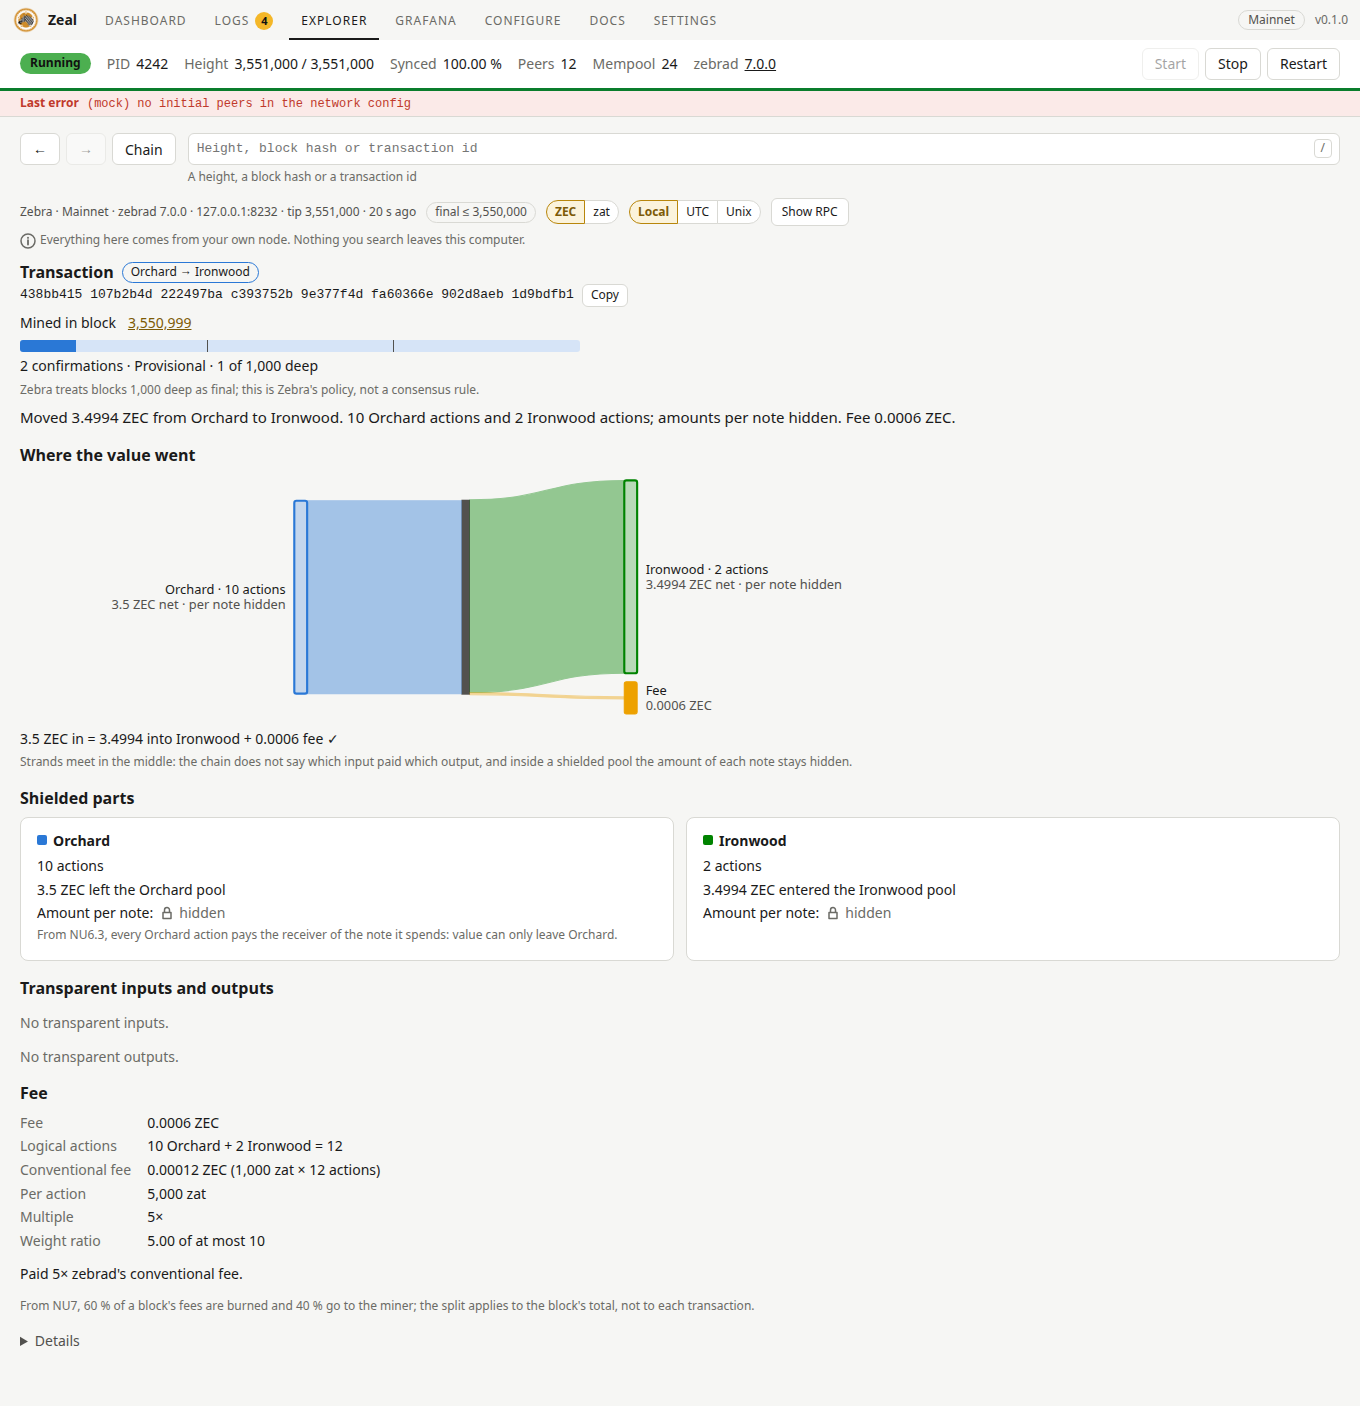 Zeal DASHBOARD LOGS 4 EXPLORER GRAFANA CONFIGURE DOCS SETTINGS Mainnet v0.1.0
Running PID 4242 Height 3,551,000 / 3,551,000 Synced 100.00 % Peers 12 Mempool 24 zebrad 7.0.0 Start Stop Restart
Last error (mock) no initial peers in the network config
← → Chain Height, block hash or transaction id /
A height, a block hash or a transaction id
Zebra · Mainnet · zebrad 7.0.0 · 127.0.0.1:8232 · tip 3,551,000 · 20 s ago final ≤ 3,550,000 ZEC zat Local UTC Unix Show RPC
Everything here comes from your own node. Nothing you search leaves this computer.
Transaction Orchard → Ironwood
438bb415 107b2b4d 222497ba c393752b 9e377f4d fa60366e 902d8aeb 1d9bdfb1 Copy
Mined in block 3,550,999
2 confirmations · Provisional · 1 of 1,000 deep
Zebra treats blocks 1,000 deep as final; this is Zebra's policy, not a consensus rule.
Moved 3.4994 ZEC from Orchard to Ironwood. 10 Orchard actions and 2 Ironwood actions; amounts per note hidden. Fee 0.0006 ZEC.
Where the value went
Orchard · 10 actions
3.5 ZEC net · per note hidden
Ironwood · 2 actions
3.4994 ZEC net · per note hidden
Fee
0.0006 ZEC
3.5 ZEC in = 3.4994 into Ironwood + 0.0006 fee ✓
Strands meet in the middle: the chain does not say which input paid which output, and inside a shielded pool the amount of each note stays hidden.
Shielded parts
Orchard
10 actions
3.5 ZEC left the Orchard pool
Amount per note: hidden
From NU6.3, every Orchard action pays the receiver of the note it spends: value can only leave Orchard.
Ironwood
2 actions
3.4994 ZEC entered the Ironwood pool
Amount per note: hidden
Transparent inputs and outputs
No transparent inputs.
No transparent outputs.
Fee
Fee 0.0006 ZEC
Logical actions 10 Orchard + 2 Ironwood = 12
Conventional fee 0.00012 ZEC (1,000 zat × 12 actions)
Per action 5,000 zat
Multiple 5×
Weight ratio 5.00 of at most 10
Paid 5× zebrad's conventional fee.
From NU7, 60 % of a block's fees are burned and 40 % go to the miner; the split applies to the block's total, not to each transaction.
Details